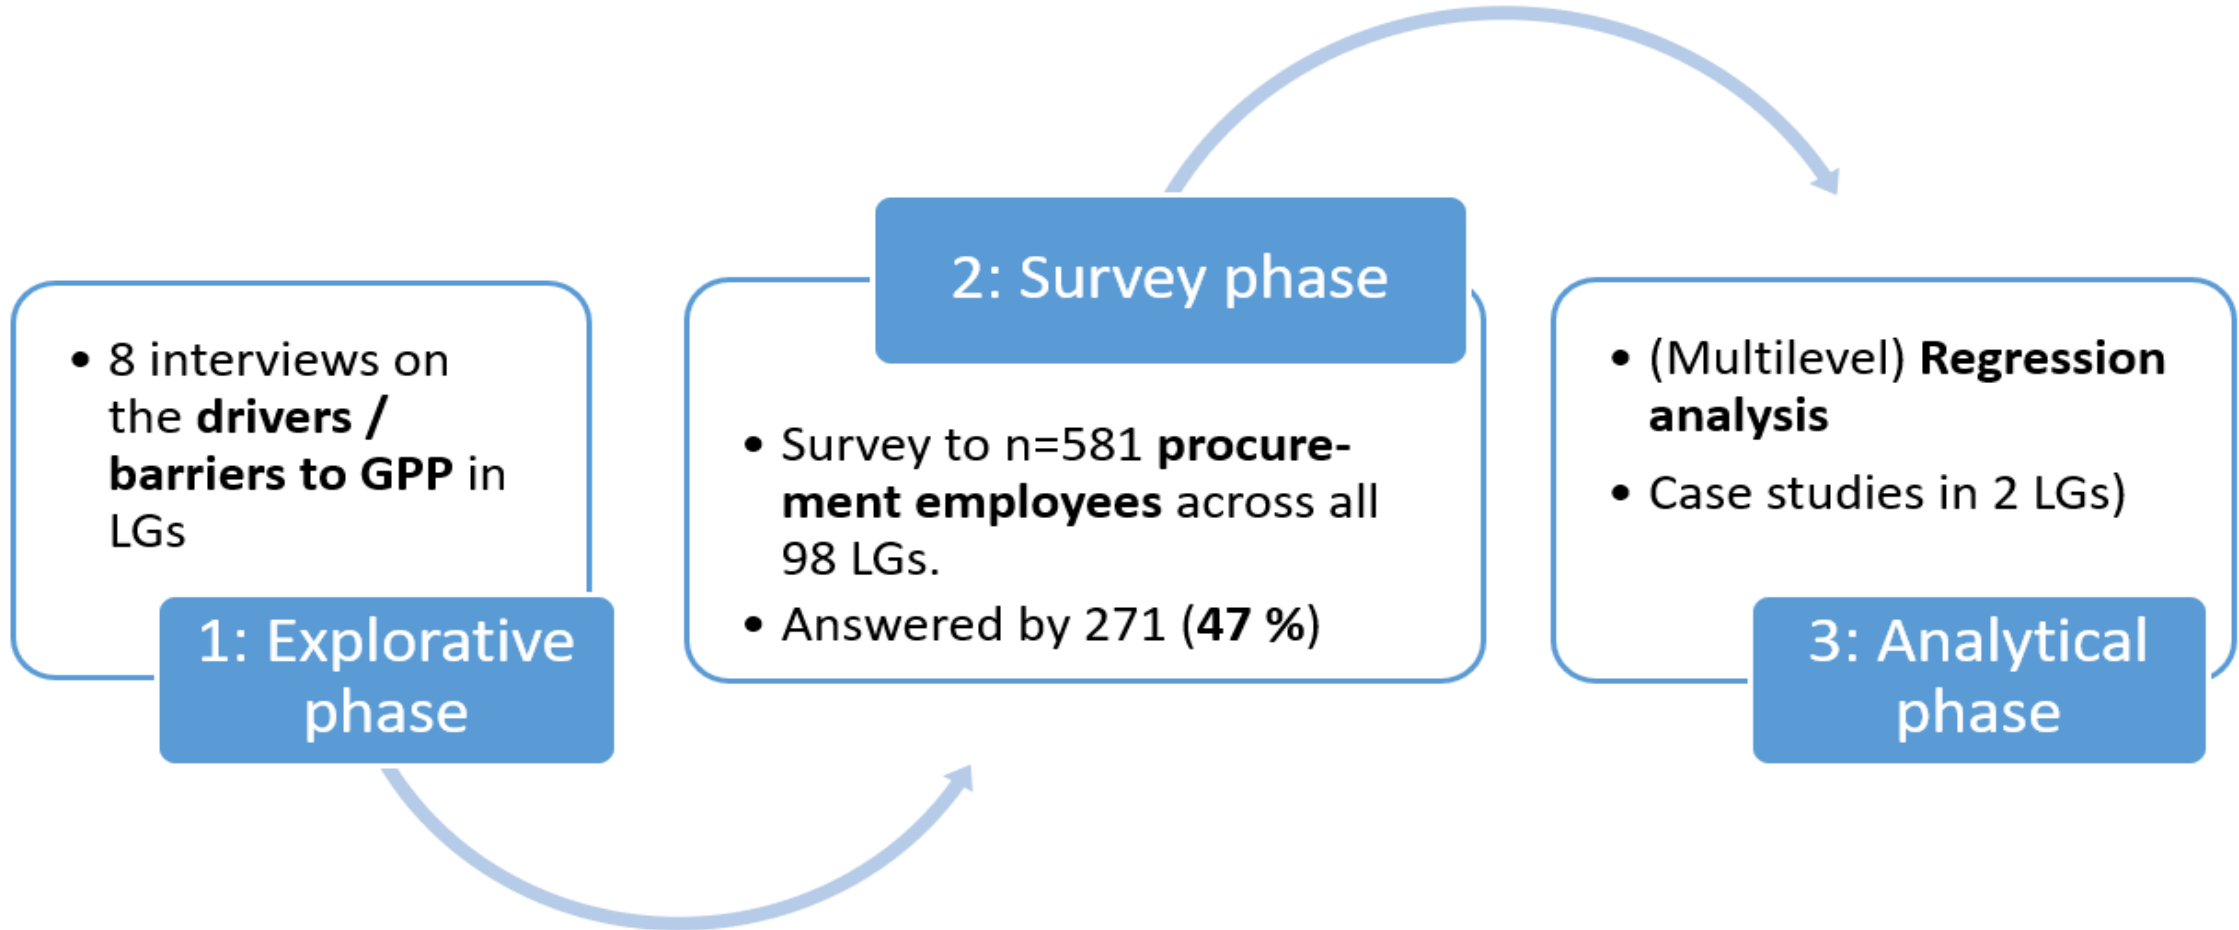 • 8 interviews on
the drivers /
barriers to GPP in
LGs
1: Explorative
phase
2: Survey phase
• Survey to n=581 procure-
ment employees across all
98 LGs.
• Answered by 271 (47 %)
• (Multilevel) Regression
analysis
• Case studies in 2 LGs)
3: Analytical
phase